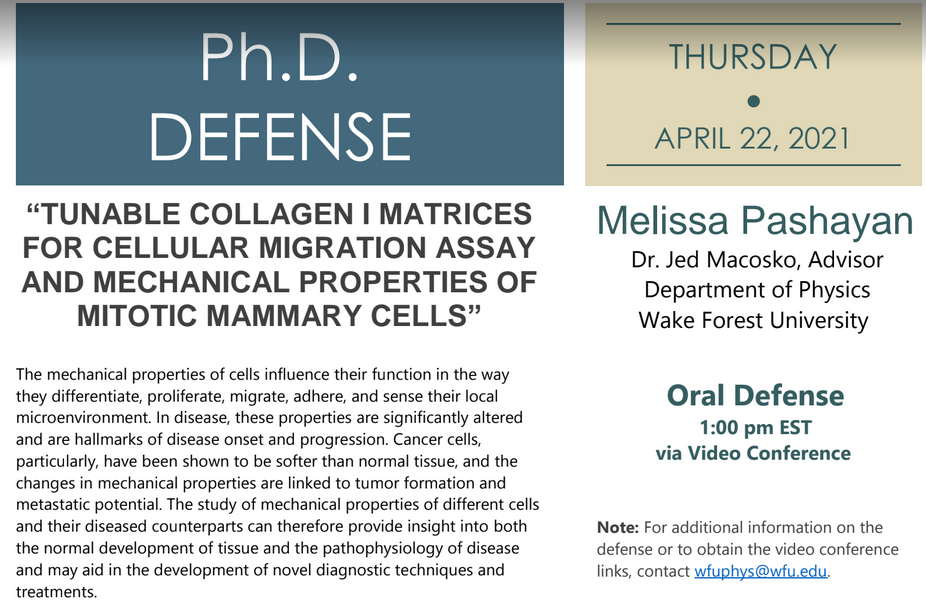 Ph.D.
DEFENSE
THURSDAY
●
APRIL 22, 2021
“TUNABLE COLLAGEN I MATRICES
FOR CELLULAR MIGRATION ASSAY
AND MECHANICAL PROPERTIES OF
MITOTIC MAMMARY CELLS”
The mechanical properties of cells influence their function in the way
they differentiate, proliferate, migrate, adhere, and sense their local
microenvironment. In disease, these properties are significantly altered
and are hallmarks of disease onset and progression. Cancer cells,
particularly, have been shown to be softer than normal tissue, and the
changes in mechanical properties are linked to tumor formation and
metastatic potential. The study of mechanical properties of different cells
and their diseased counterparts can therefore provide insight into both
the normal development of tissue and the pathophysiology of disease
and may aid in the development of novel diagnostic techniques and
treatments.
Melissa Pashayan
Dr. Jed Macosko, Advisor
Department of Physics
Wake Forest University
Oral Defense
1:00 pm EST
via Video Conference
Note: For additional information on the
defense or to obtain the video conference
links, contact wfuphys@wfu.edu.